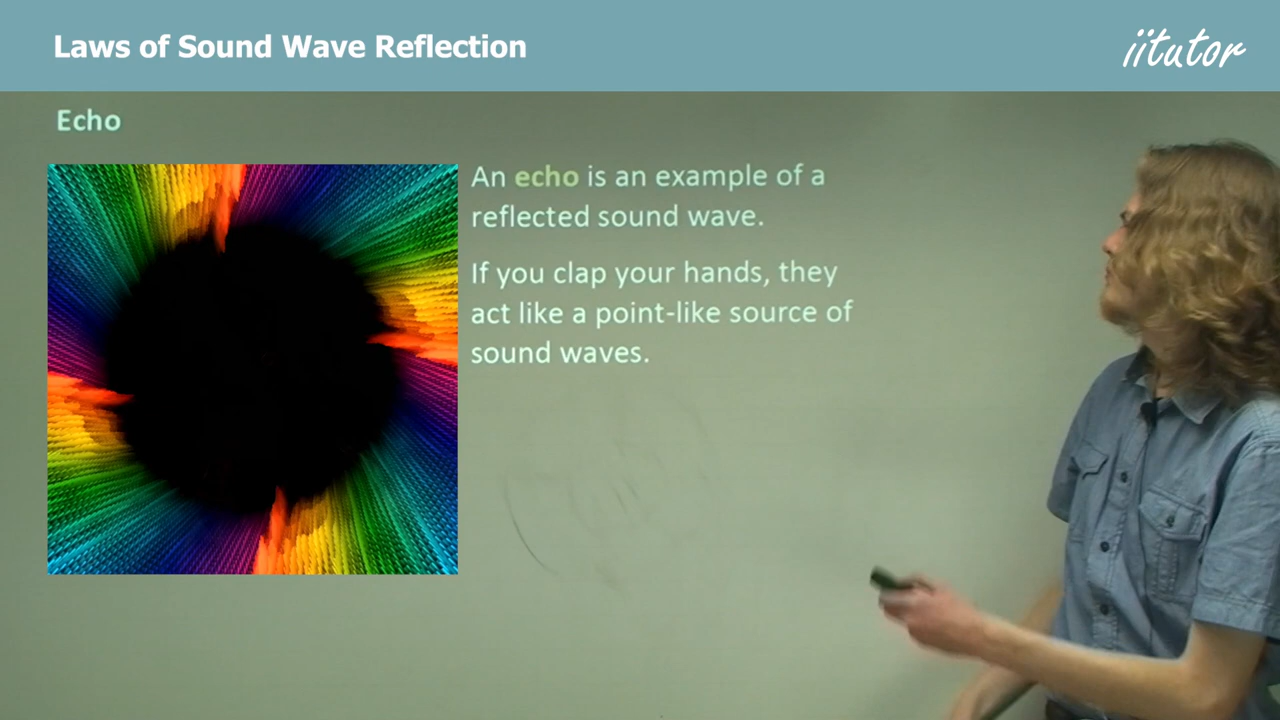 Laws of Sound Wave Reflection
iitutor
Echo
An echo is an example of a
reflected sound wave.
If you clap your hands, they
act like a point-like source of
sound waves.